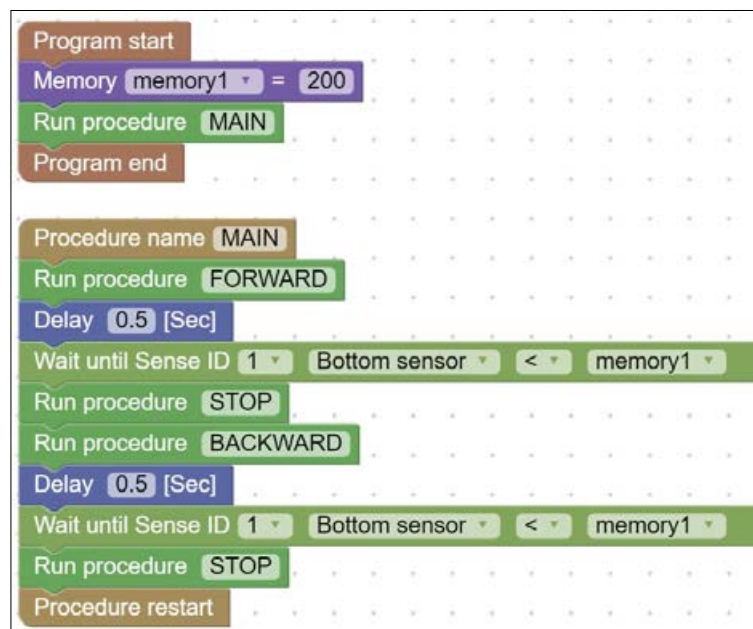 Program start
Memory memory1 = 200
Run procedure MAIN
Program end
Procedure name MAIN
Run procedure FORWARD
Delay 0.5 [Sec]
Wait until Sense ID 1 Bottom sensor < memory1
Run procedure STOP
Run procedure BACKWARD
Delay 0.5 [Sec]
Wait until Sense ID 1 Bottom sensor < memory1
Run procedure STOP
Procedure restart